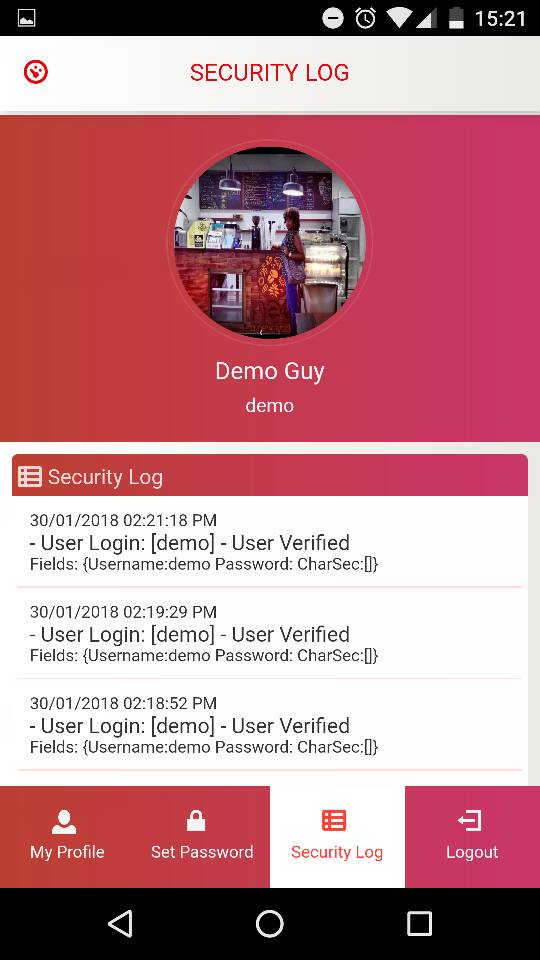 15:21
SECURITY LOG
Demo Guy
demo
Security Log
30/01/2018 02:21:18 PM
- User Login: [demo] - User Verified
Fields: {Username:demo Password: CharSec:[]}
30/01/2018 02:19:29 PM
- User Login: [demo] - User Verified
Fields: {Username:demo Password: CharSec:[]}
30/01/2018 02:18:52 PM
- User Login: [demo] - User Verified
Fields: {Username:demo Password: CharSec:[]}
My Profile Set Password Security Log Logout